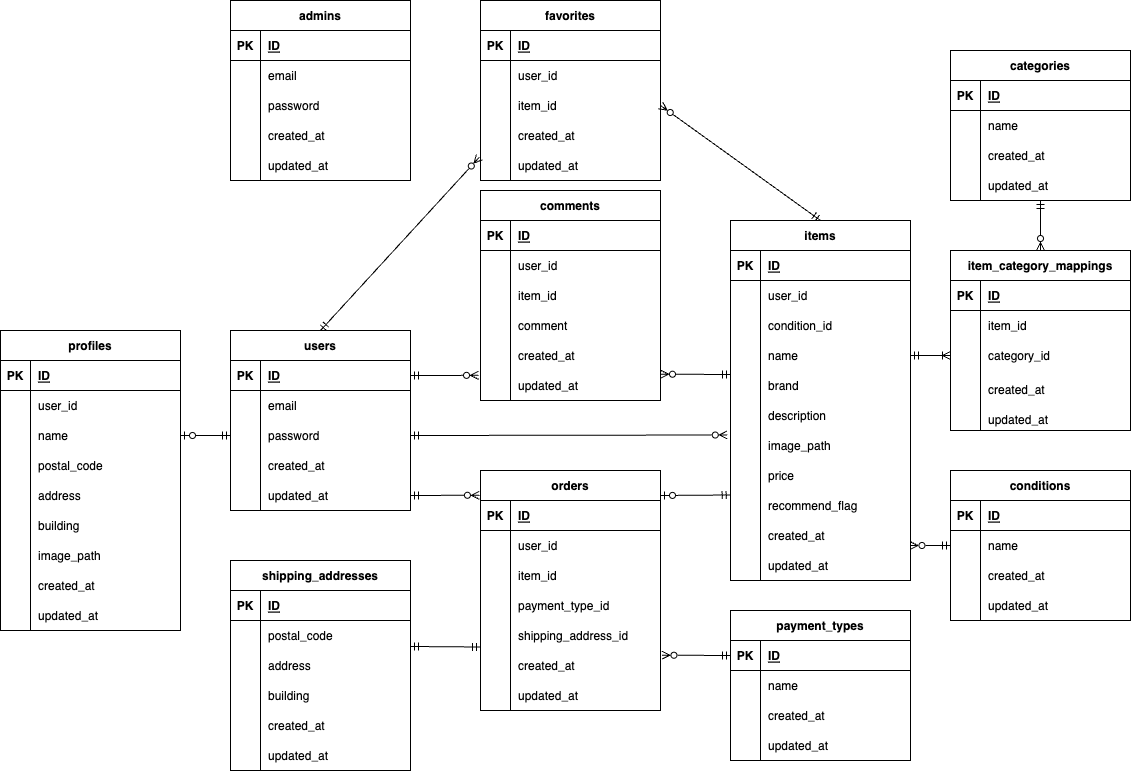 admins
PK ID
email
password
created_at
updated_at
favorites
PK ID
user_id
item_id
created_at
updated_at
categories
PK ID
name
created_at
updated_at
comments
PK ID
user_id
item_id
comment
created_at
updated_at
items
PK ID
user_id
condition_id
name
brand
description
image_path
price
recommend_flag
created_at
updated_at
item_category_mappings
PK ID
item_id
category_id
created_at
updated_at
profiles
PK ID
user_id
name
postal_code
address
building
image_path
created_at
updated_at
users
PK ID
email
password
created_at
updated_at
orders
PK ID
user_id
item_id
payment_type_id
shipping_address_id
created_at
updated_at
conditions
PK ID
name
created_at
updated_at
shipping_addresses
PK ID
postal_code
address
building
created_at
updated_at
payment_types
PK ID
name
created_at
updated_at